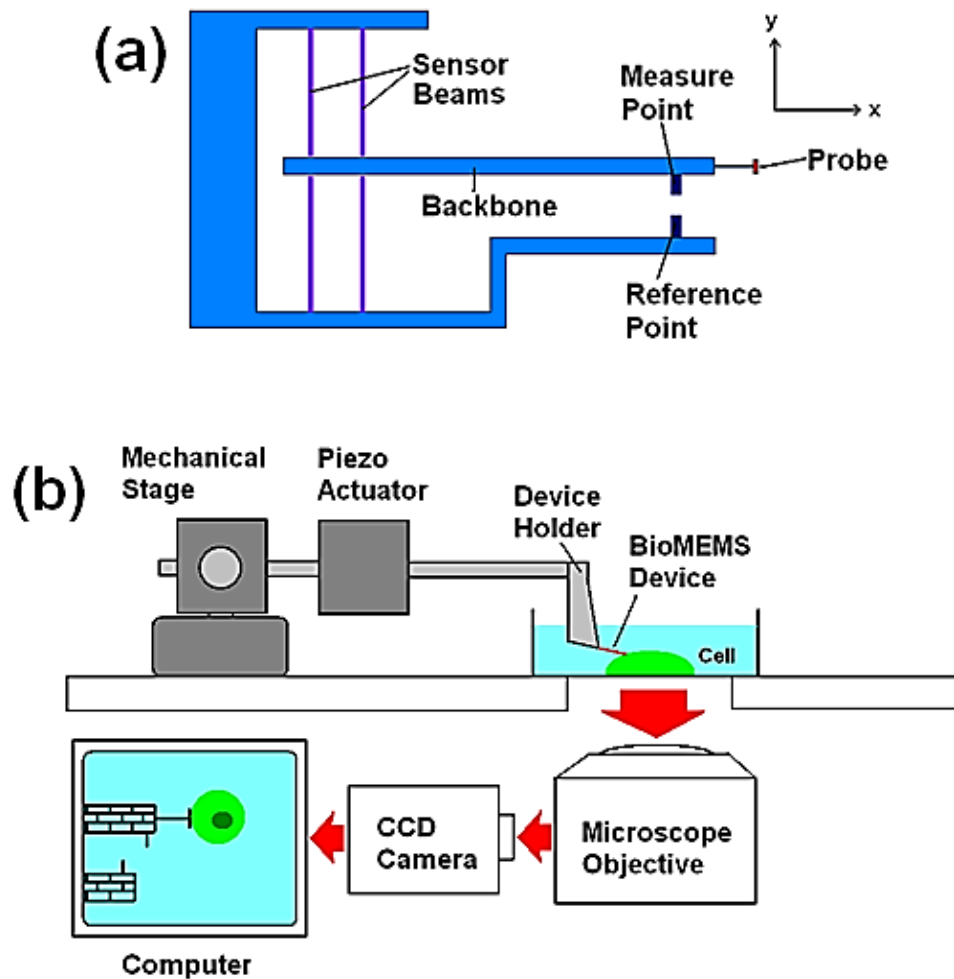 (a)
Sensor
Beams
Measure
Point
y
x
Probe
Backbone
Reference
Point
(b)
Mechanical
Stage
Piezo
Actuator
Device
Holder
BioMEMS
Device
Cell
CCD
Camera
Microscope
Objective
Computer